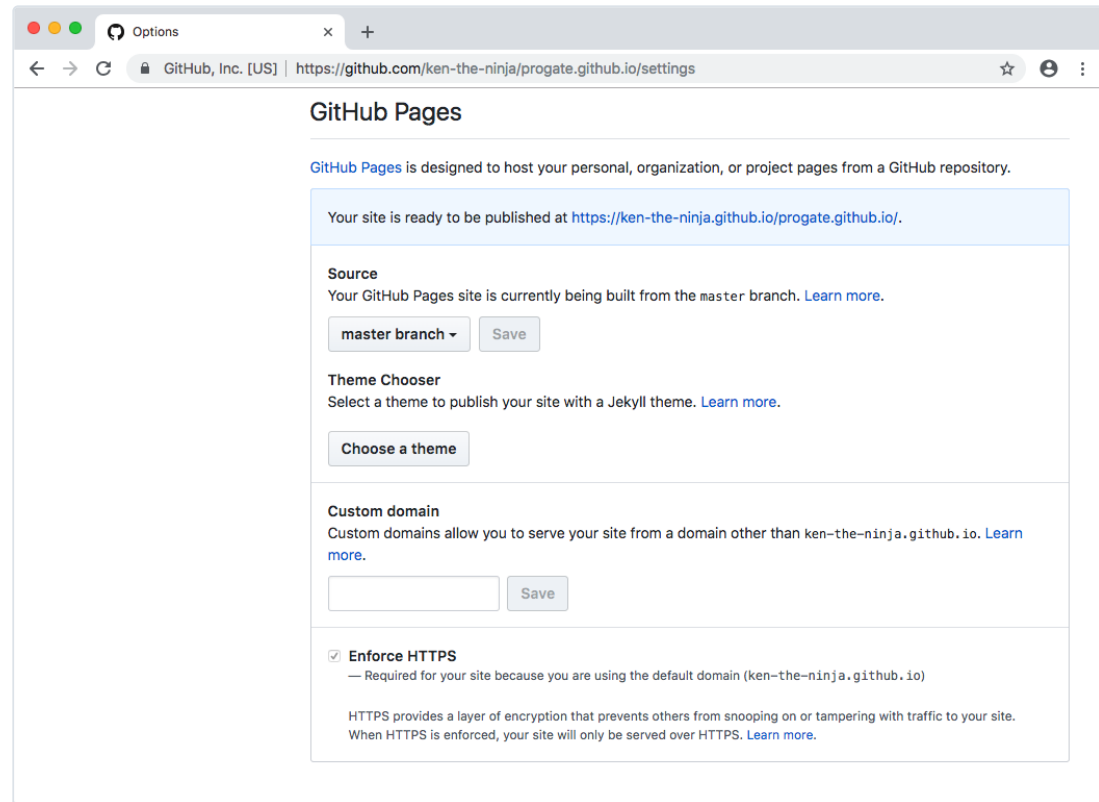 Options
GitHub, Inc. [US] | https://github.com/ken-the-ninja/progate.github.io/settings
GitHub Pages
GitHub Pages is designed to host your personal, organization, or project pages from a GitHub repository.
Your site is ready to be published at https://ken-the-ninja.github.io/progate.github.io/.
Source
Your GitHub Pages site is currently being built from the master branch. Learn more.
master branch Save
Theme Chooser
Select a theme to publish your site with a Jekyll theme. Learn more.
Choose a theme
Custom domain
Custom domains allow you to serve your site from a domain other than ken-the-ninja.github.io. Learn
more.
Save
Enforce HTTPS
— Required for your site because you are using the default domain (ken-the-ninja.github.io)
HTTPS provides a layer of encryption that prevents others from snooping on or tampering with traffic to your site.
When HTTPS is enforced, your site will only be served over HTTPS. Learn more.